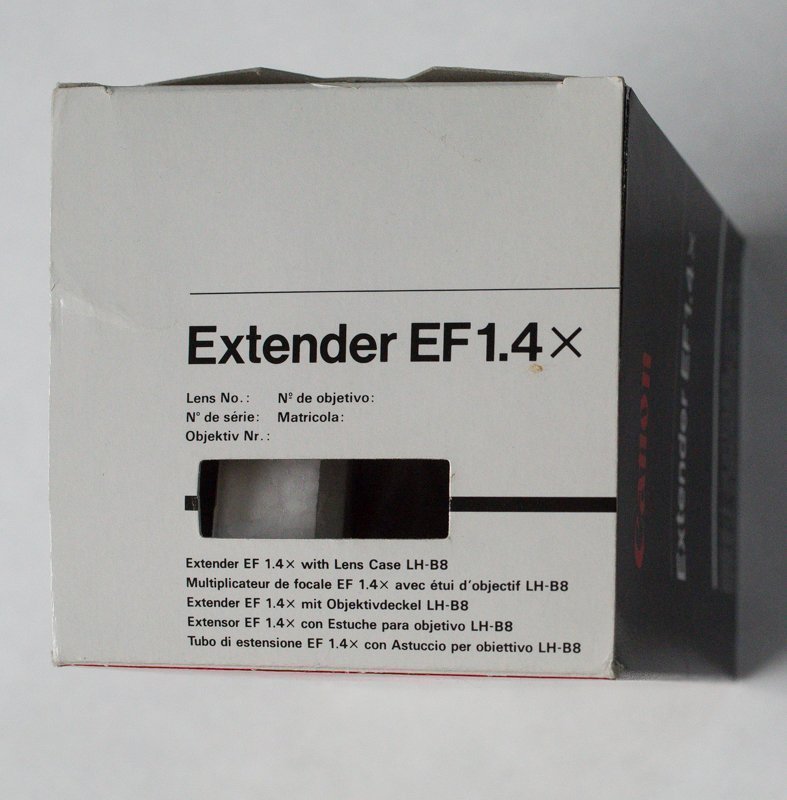 Extender EF1.4×
Lens No.: Nº de objetivo:
N° de série: Matricola:
Objektiv Nr.:
Extender EF 1.4× with Lens Case LH-B8
Multiplicateur de focale EF 1.4× avec étui d'objectif LH-B8
Extender EF 1.4× mit Objektivdeckel LH-B8
Extensor EF 1.4× con Estuche para objetivo LH-B8
Tubo di estensione EF 1.4× con Astuccio per obiettivo LH-B8
Canon
Extender EF1.4×